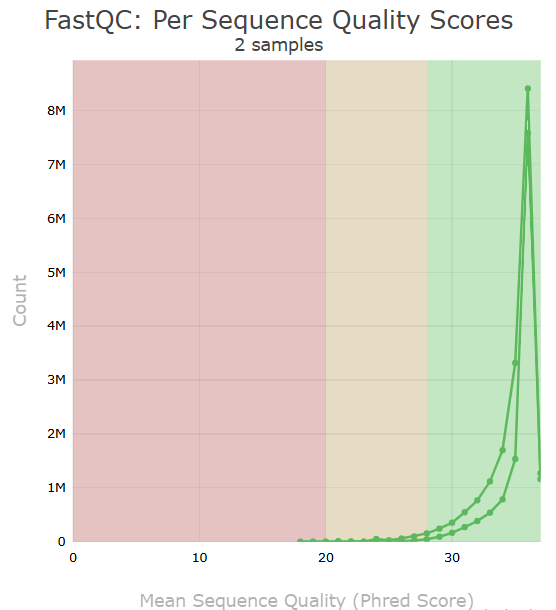 FastQC: Per Sequence Quality Scores
2 samples
8M
7M
6M
5M
4M
3M
2M
1M
0
Count
0 10 20 30
Mean Sequence Quality (Phred Score)